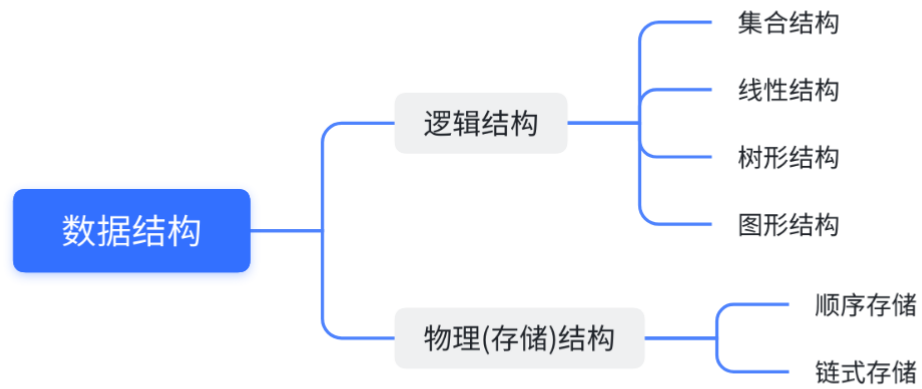 数据结构
逻辑结构
集合结构
线性结构
树形结构
图形结构
物理(存储)结构
顺序存储
链式存储